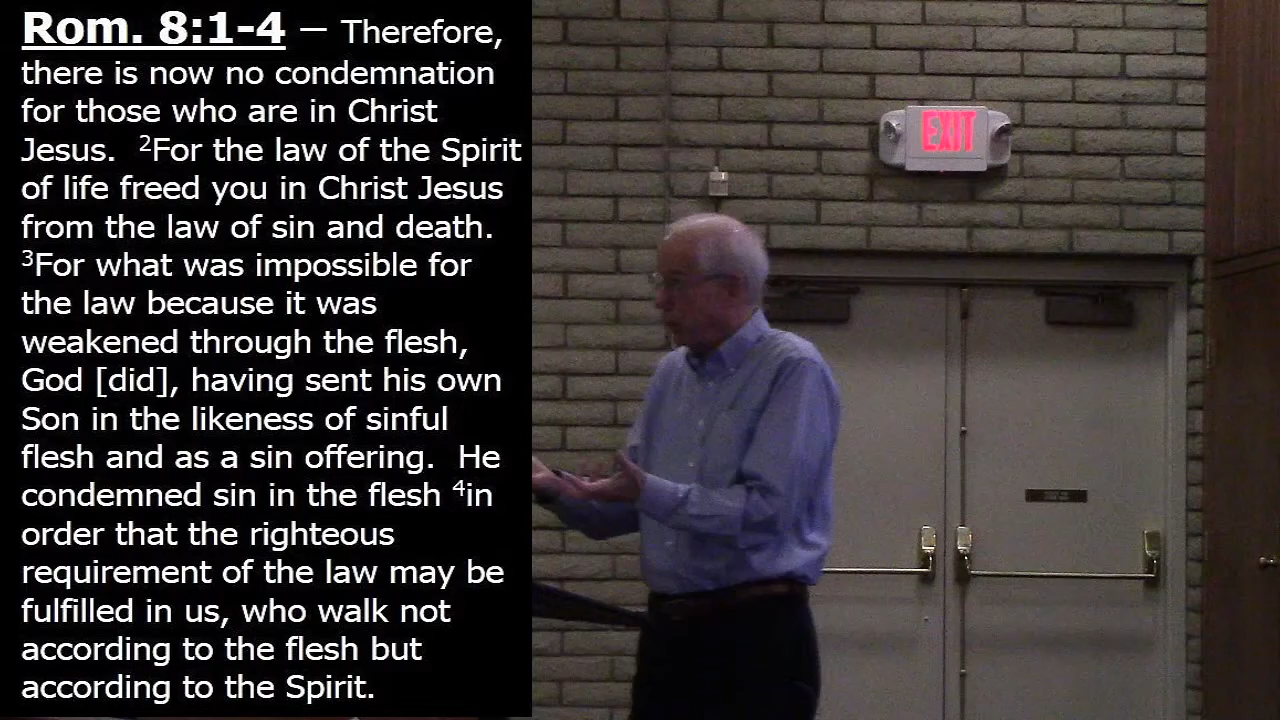 Rom. 8:1-4 – Therefore,
there is now no condemnation
for those who are in Christ
Jesus.  ²For the law of the Spirit
of life freed you in Christ Jesus
from the law of sin and death.
³For what was impossible for
the law because it was
weakened through the flesh,
God [did], having sent his own
Son in the likeness of sinful
flesh and as a sin offering.  He
condemned sin in the flesh ⁴in
order that the righteous
requirement of the law may be
fulfilled in us, who walk not
according to the flesh but
according to the Spirit.
EXIT